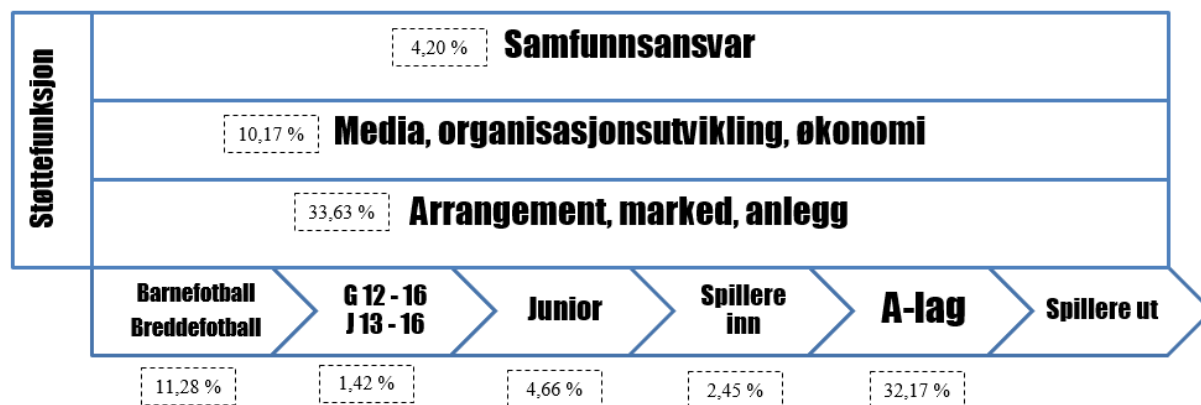 Støttefunksjon
4,20 % Samfunnsansvar
10,17 % Media, organisasjonsutvikling, økonomi
33,63 % Arrangement, marked, anlegg
Barnefotball
Breddefotball
G 12 - 16
J 13 - 16
Junior
Spillere
inn
A-lag
Spillere ut
11,28 %
1,42 %
4,66 %
2,45 %
32,17 %